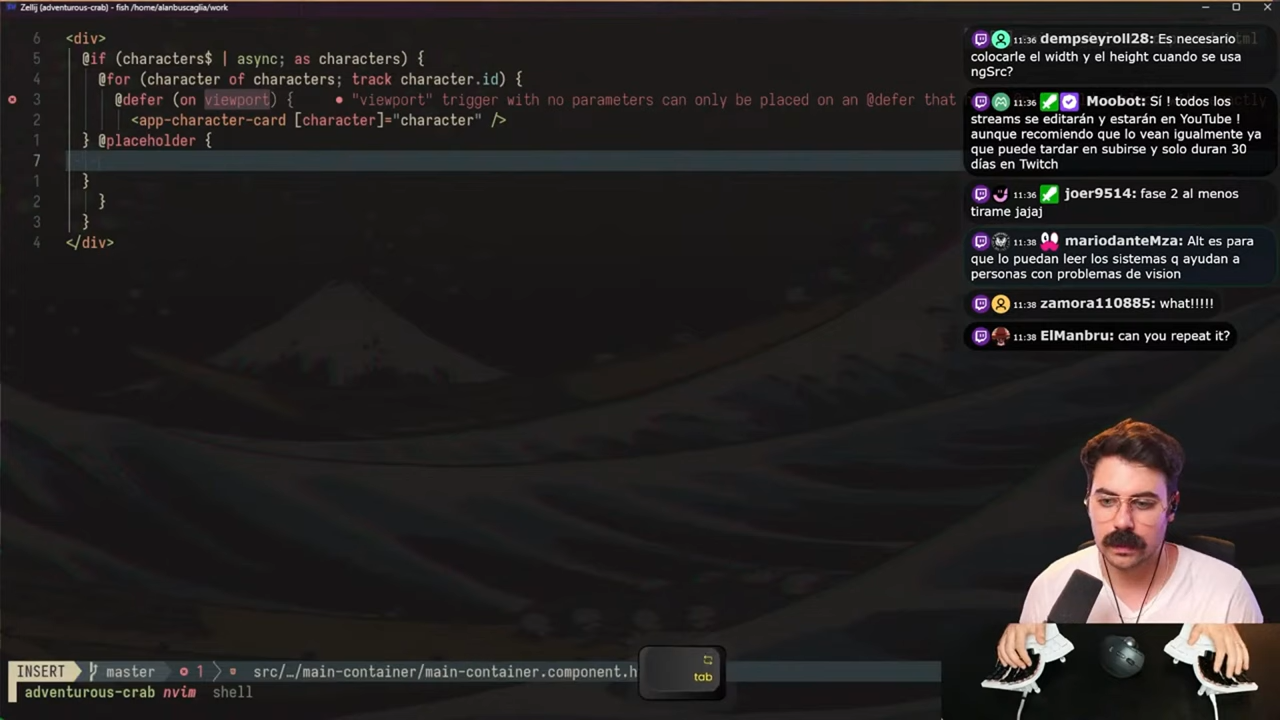 Zellij (adventurous-crab) - fish /home/alanbuscaglia/work
6 <div>
5 @if (characters$ | async; as characters) {
4 @for (character of characters; track character.id) {
3 @defer (on viewport) { ● "viewport" trigger with no parameters can only be placed on an @defer that
2 <app-character-card [character]="character" />
1 } @placeholder {
7
1 }
2 }
3 }
4 </div>
11:36 dempseyroll28: Es necesario
colocarle el width y el height cuando se usa
ngSrc?
11:36 Moobot: Sí ! todos los
streams se editarán y estarán en YouTube !
aunque recomiendo que lo vean igualmente ya
que puede tardar en subirse y solo duran 30
días en Twitch
11:36 joer9514: fase 2 al menos
tirame jajaj
11:38 mariodanteMza: Alt es para
que lo puedan leer los sistemas q ayudan a
personas con problemas de vision
11:38 zamora110885: what!!!!!
11:38 ElManbru: can you repeat it?
INSERT master 1 src/…/main-container/main-container.component.h
tab
adventurous-crab nvim shell